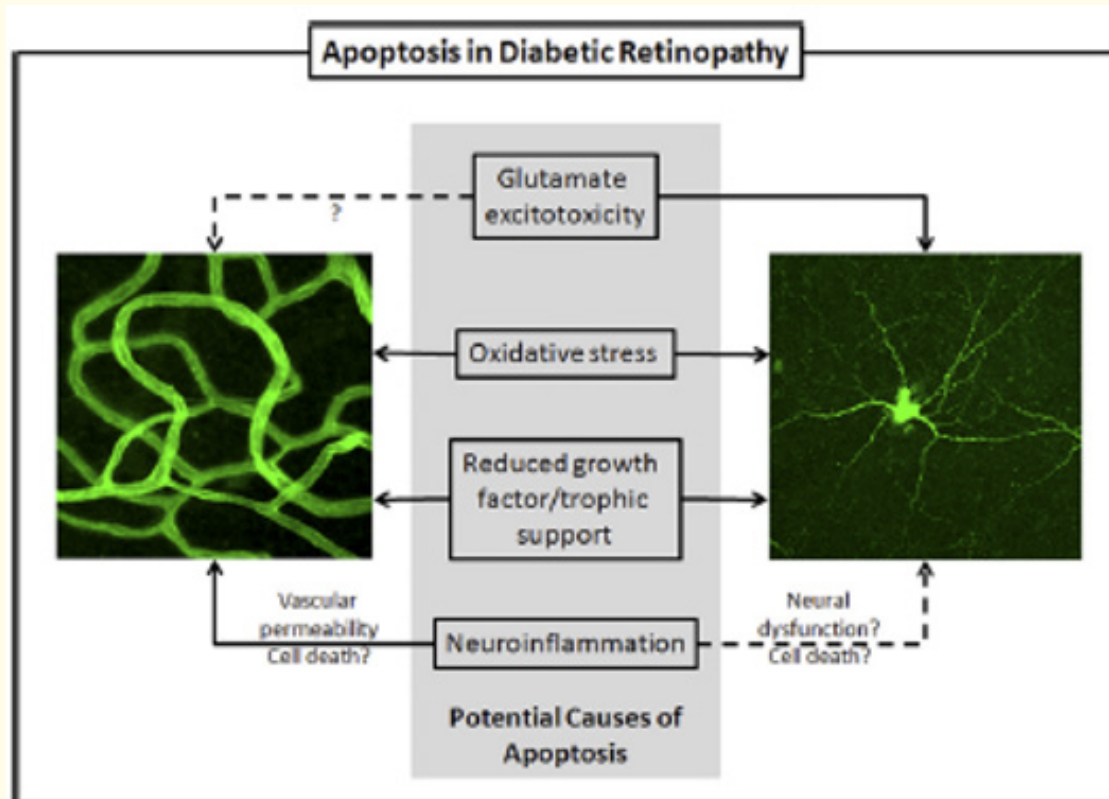 Apoptosis in Diabetic Retinopathy
Glutamate
excitotoxicity
?
Oxidative stress
Reduced growth
factor/trophic
support
Vascular
permeability
Cell death?
Neuroinflammation
Neural
dysfunction?
Cell death?
Potential Causes of
Apoptosis